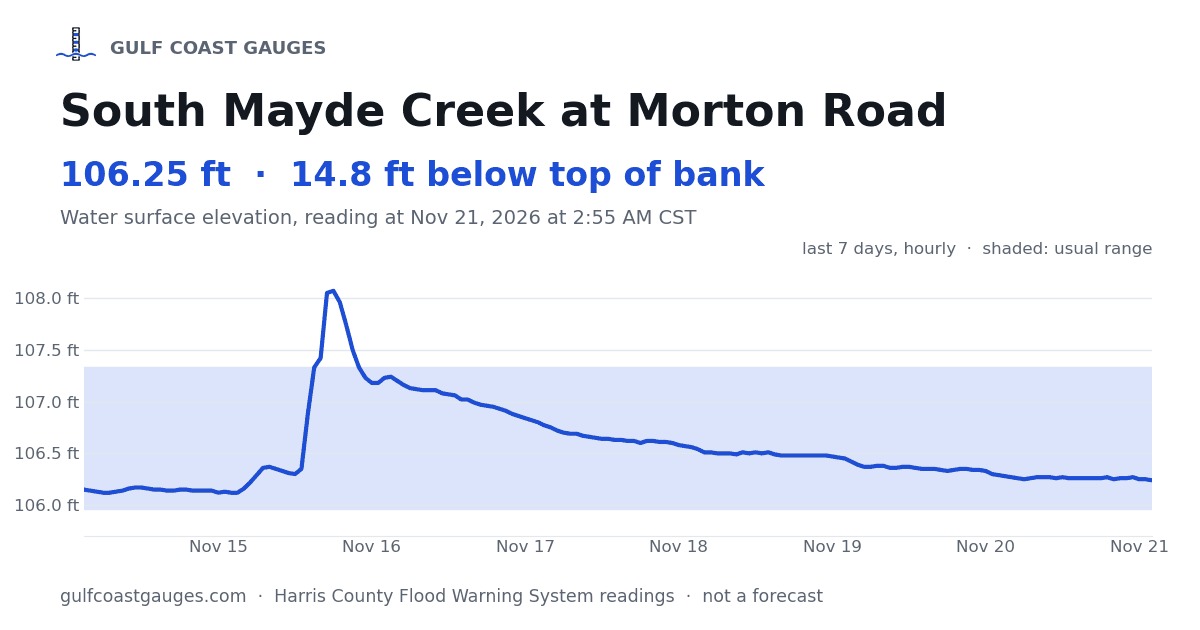 GULF COAST GAUGES
South Mayde Creek at Morton Road
106.25 ft · 14.8 ft below top of bank
Water surface elevation, reading at Nov 21, 2026 at 2:55 AM CST
last 7 days, hourly · shaded: usual range
108.0 ft
107.5 ft
107.0 ft
106.5 ft
106.0 ft
Nov 15 Nov 16 Nov 17 Nov 18 Nov 19 Nov 20 Nov 21
gulfcoastgauges.com · Harris County Flood Warning System readings · not a forecast